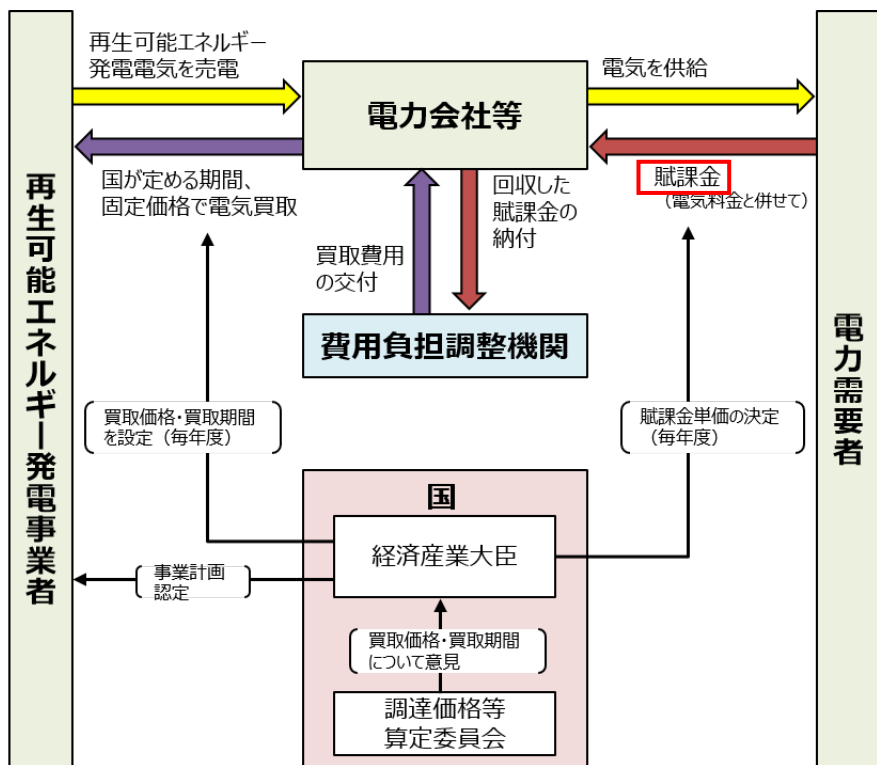 再生可能エネルギー
発電電気を売電
電気を供給
電力会社等
国が定める期間、
固定価格で電気買取
回収した
賦課金の
納付
賦課金
（電気料金と併せて）
買取費用
の交付
再生可能エネルギー発電事業者
費用負担調整機関
電力需要者
買取価格・買取期間
を設定（毎年度）
賦課金単価の決定
（毎年度）
国
経済産業大臣
事業計画
認定
買取価格・買取期間
について意見
調達価格等
算定委員会